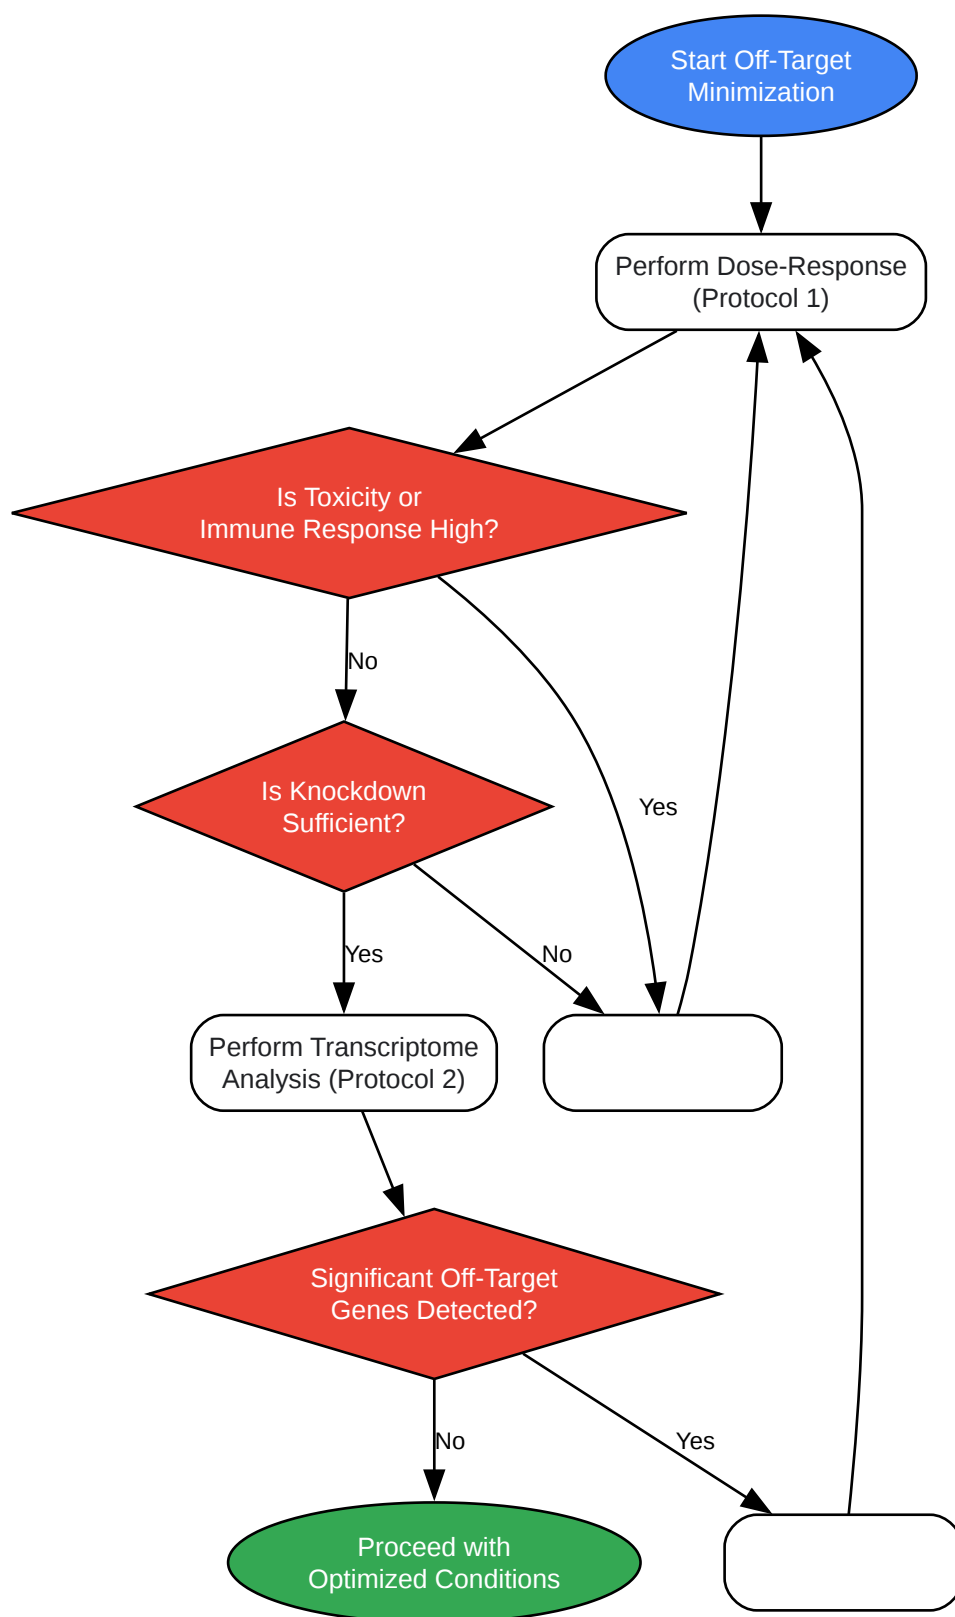 Start Off-Target
Minimization
Perform Dose-Response
(Protocol 1)
Is Toxicity or
Immune Response High?
No
Is Knockdown
Sufficient?
Yes
Yes
No
Perform Transcriptome
Analysis (Protocol 2)
Significant Off-Target
Genes Detected?
No
Yes
Proceed with
Optimized Conditions